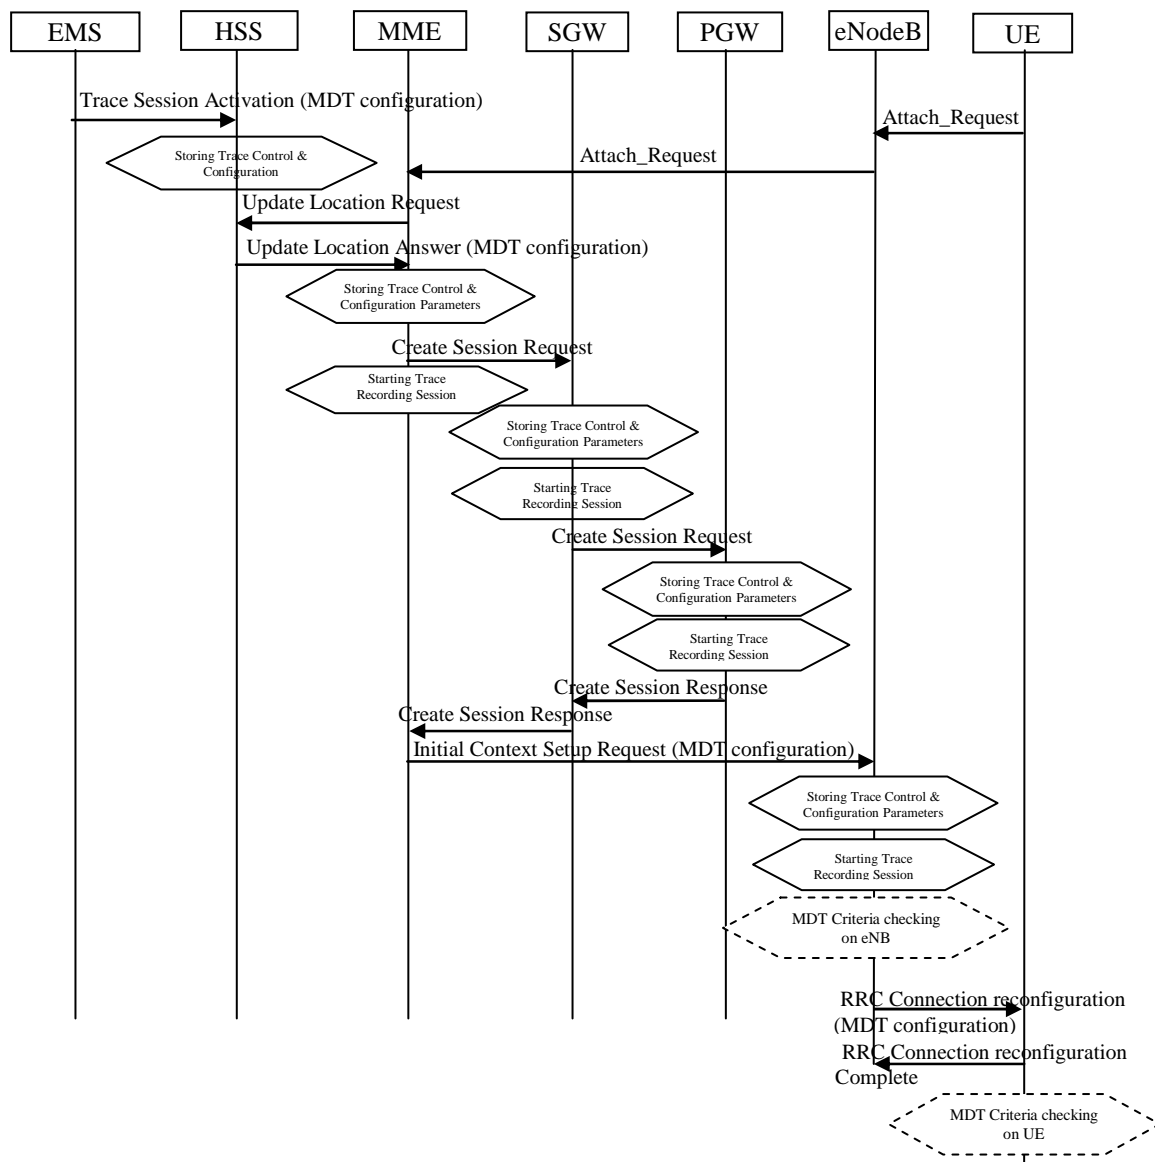 EMS
HSS
MME
SGW
PGW
eNodeB
UE
Trace Session Activation (MDT configuration)
Attach_Request
Storing Trace Control &
Configuration
Attach_Request
Update Location Request
Update Location Answer (MDT configuration)
Storing Trace Control &
Configuration Parameters
Create Session Request
Starting Trace
Recording Session
Storing Trace Control &
Configuration Parameters
Starting Trace
Recording Session
Create Session Request
Storing Trace Control &
Configuration Parameters
Starting Trace
Recording Session
Create Session Response
Create Session Response
Initial Context Setup Request (MDT configuration)
Storing Trace Control &
Configuration Parameters
Starting Trace
Recording Session
MDT Criteria checking
on eNB
RRC Connection reconfiguration
(MDT configuration)
RRC Connection reconfiguration
Complete
MDT Criteria checking
on UE